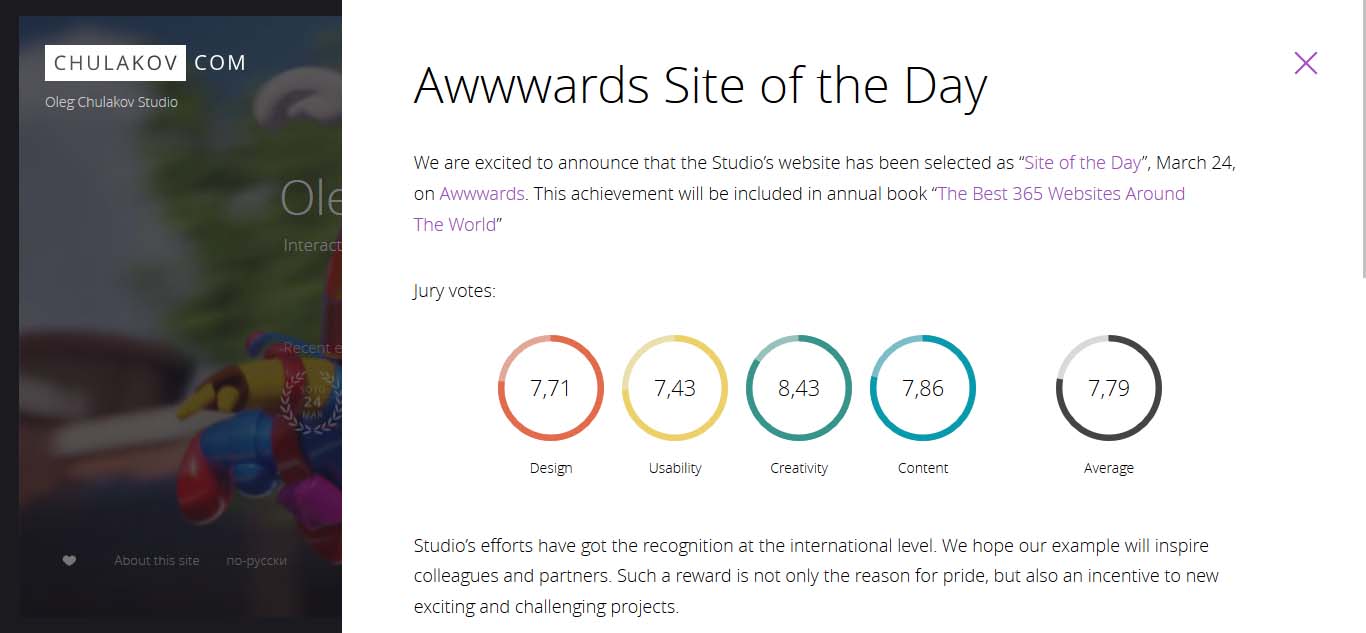 CHULAKOV COM
Oleg Chulakov Studio
Ole
Interact
Recent e
SOTD
24
MAR
About this site
по-русски
Awwwards Site of the Day
We are excited to announce that the Studio’s website has been selected as “Site of the Day”, March 24,
on Awwwards. This achievement will be included in annual book “The Best 365 Websites Around
The World”
Jury votes:
7,71
7,43
8,43
7,86
7,79
Design
Usability
Creativity
Content
Average
Studio’s efforts have got the recognition at the international level. We hope our example will inspire
colleagues and partners. Such a reward is not only the reason for pride, but also an incentive to new
exciting and challenging projects.